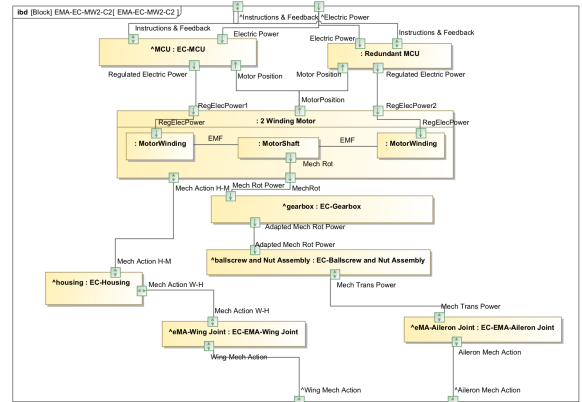 ibd [Block] EMA-EC-MW2-C2[ EMA-EC-MW2-C2 ]
^Instructions & Feedback
^Electric Power
Instructions & Feedback
Electric Power
Electric Power
Instructions & Feedback
^MCU : EC-MCU
: Redundant MCU
Regulated Electric Power
Motor Position
Motor Position
Regulated Electric Power
MotorPosition
RegElecPower1
RegElecPower2
: 2 Winding Motor
RegElecPower
RegElecPower
: MotorWinding
EMF
: MotorShaft
EMF
: MotorWinding
Mech Rot
Mech Action H-M
Mech Rot Power
MechRot
^gearbox : EC-Gearbox
Adapted Mech Rot Power
Adapted Mech Rot Power
^ballscrew and Nut Assembly : EC-Ballscrew and Nut Assembly
Mech Action H-M
Mech Trans Power
^housing : EC-Housing
Mech Action W-H
Mech Action W-H
Mech Trans Power
^eMA-Wing Joint : EC-EMA-Wing Joint
^eMA-Aileron Joint : EC-EMA-Aileron Joint
Wing Mech Action
Aileron Mech Action
^Wing Mech Action
^Aileron Mech Action